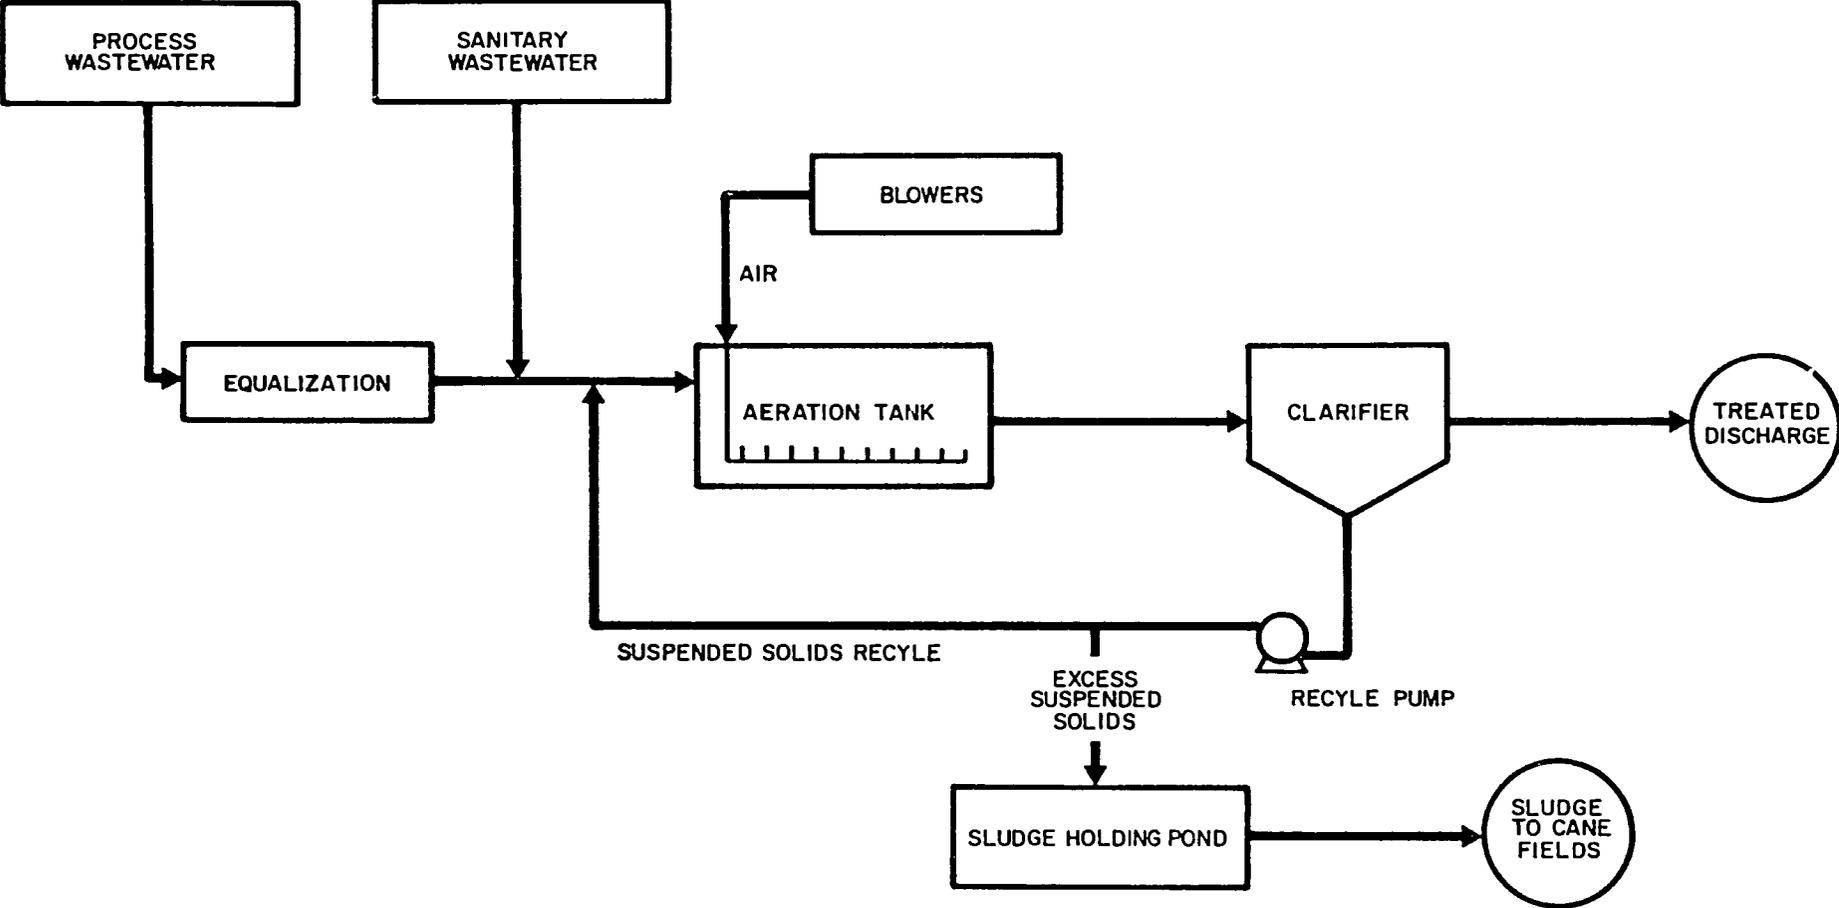 PROCESS
WASTEWATER
SANITARY
WASTEWATER
BLOWERS
AIR
EQUALIZATION
AERATION TANK
CLARIFIER
TREATED
DISCHARGE
SUSPENDED SOLIDS RECYLE
EXCESS
SUSPENDED
SOLIDS
RECYLE PUMP
SLUDGE HOLDING POND
SLUDGE
TO CANE
FIELDS